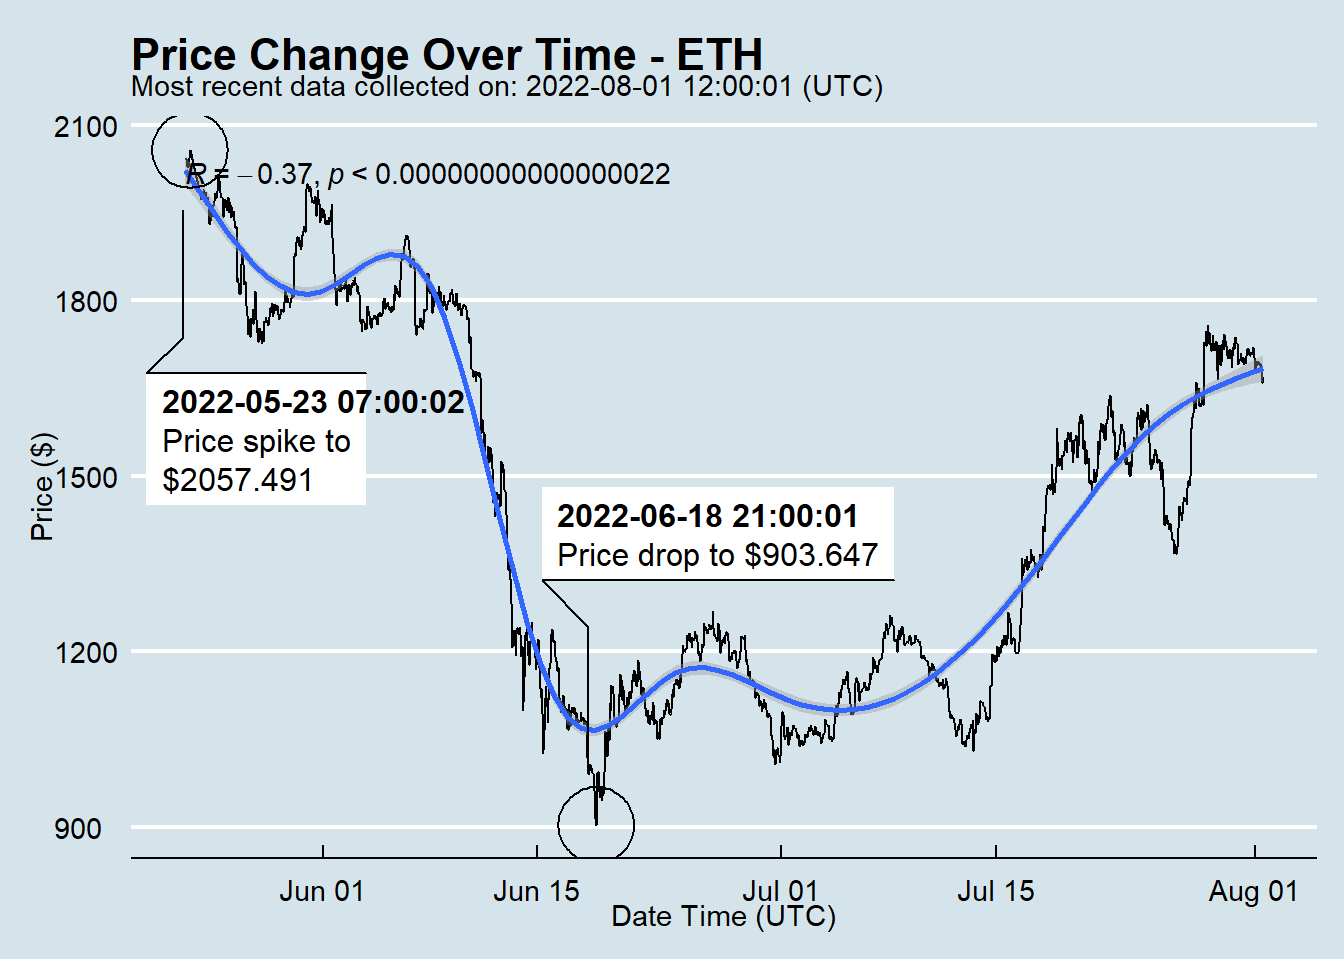 Price Change Over Time - ETH
Most recent data collected on: 2022-08-01 12:00:01 (UTC)
2100
R = −0.37, p < 0.00000000000000022
1800
2022-05-23 07:00:02
Price spike to
$2057.491
Price ($)
1500
2022-06-18 21:00:01
Price drop to $903.647
1200
900
Jun 01 Jun 15 Jul 01 Jul 15 Aug 01
Date Time (UTC)